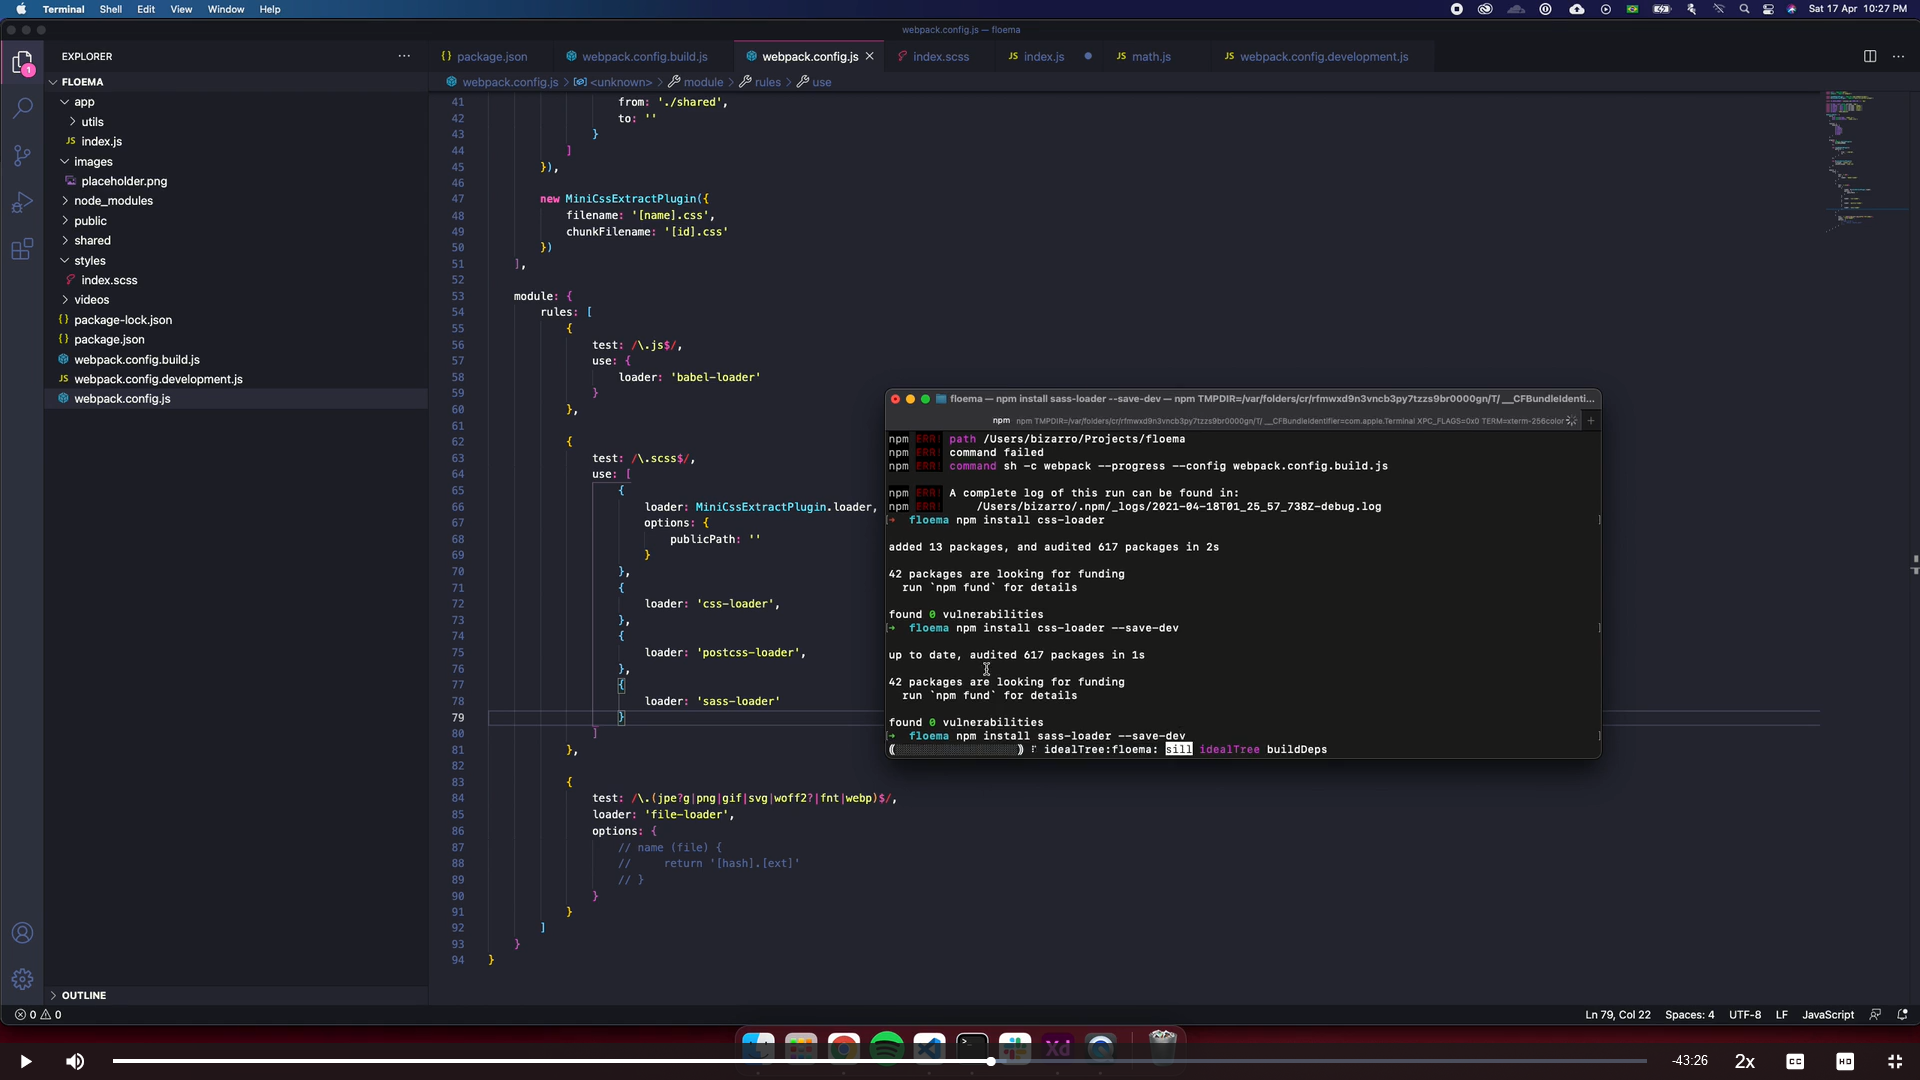 Terminal Shell Edit View Window Help
Sat 17 Apr 10:27 PM
webpack.config.js — floema
EXPLORER
package.json
webpack.config.build.js
webpack.config.js
index.scss
JS index.js
JS math.js
JS webpack.config.development.js
webpack.config.js > <unknown> > module > rules > use
FLOEMA
app
utils
JS index.js
images
placeholder.png
node_modules
public
shared
styles
index.scss
videos
{} package-lock.json
{} package.json
webpack.config.build.js
JS webpack.config.development.js
webpack.config.js
OUTLINE
41 from: './shared',
42 to: ''
43 }
44 ]
45 }),
46
47 new MiniCssExtractPlugin({
48 filename: '[name].css',
49 chunkFilename: '[id].css'
50 })
51 ],
52
53 module: {
54 rules: [
55 {
56 test: /\.js$/,
57 use: {
58 loader: 'babel-loader'
59 }
60 },
61
62 {
63 test: /\.scss$/,
64 use: [
65 {
66 loader: MiniCssExtractPlugin.loader,
67 options: {
68 publicPath: ''
69 }
70 },
71 {
72 loader: 'css-loader',
73 },
74 {
75 loader: 'postcss-loader',
76 },
77 {
78 loader: 'sass-loader'
79 }
80 ]
81 },
82
83 {
84 test: /\.(jpe?g|png|gif|svg|woff2?|fnt|webp)$/,
85 loader: 'file-loader',
86 options: {
87 // name (file) {
88 // return '[hash].[ext]'
89 // }
90 }
91 }
92 ]
93 }
94 }
floema — npm install sass-loader --save-dev — npm TMPDIR=/var/folders/cr/rfmwxd9n3vncb3py7tzzs9br0000gn/T/ __CFBundleIdenti...
npm npm TMPDIR=/var/folders/cr/rfmwxd9n3vncb3py7tzzs9br0000gn/T/ __CFBundleIdentifier=com.apple.Terminal XPC_FLAGS=0x0 TERM=xterm-256color
npm ERR! path /Users/bizarro/Projects/floema
npm ERR! command failed
npm ERR! command sh -c webpack --progress --config webpack.config.build.js
npm ERR! A complete log of this run can be found in:
npm ERR! /Users/bizarro/.npm/_logs/2021-04-18T01_25_57_738Z-debug.log
floema npm install css-loader
added 13 packages, and audited 617 packages in 2s
42 packages are looking for funding
run `npm fund` for details
found 0 vulnerabilities
floema npm install css-loader --save-dev
up to date, audited 617 packages in 1s
42 packages are looking for funding
run `npm fund` for details
found 0 vulnerabilities
floema npm install sass-loader --save-dev
idealTree:floema: sill idealTree buildDeps
0 0
Ln 79, Col 22 Spaces: 4 UTF-8 LF JavaScript
Xd
-43:26 2x CC HD